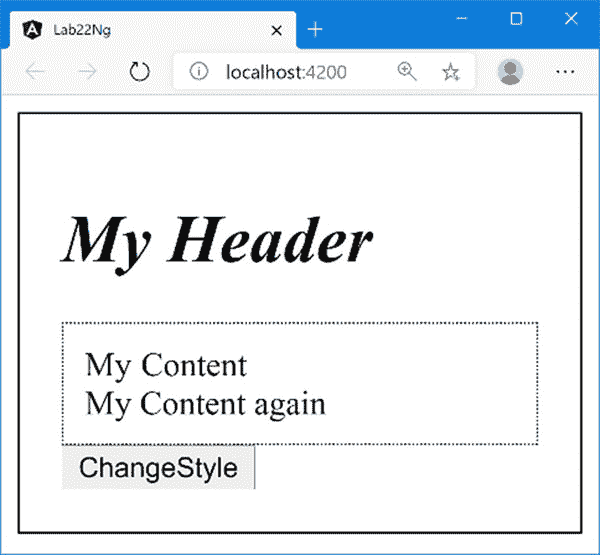 Lab22Ng
localhost:4200
My Header
My Content
My Content again
ChangeStyle